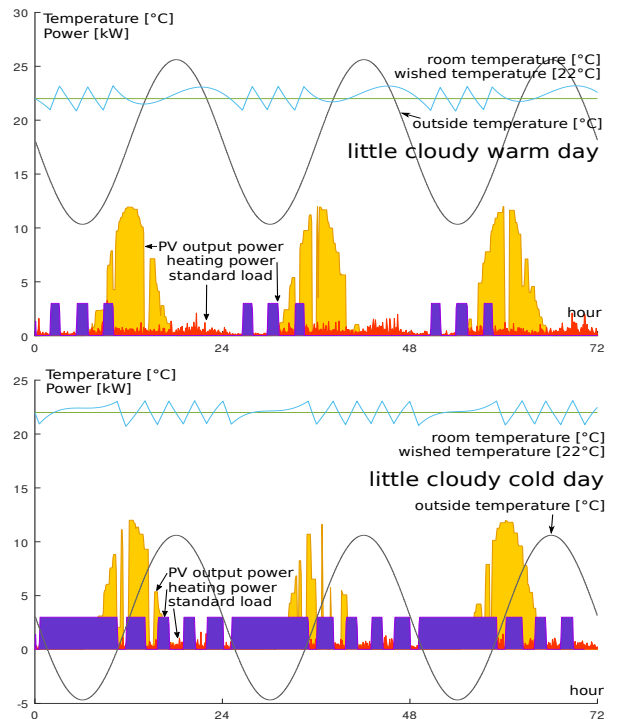 30
Temperature [°C]
Power [kW]
25
room temperature [°C]
wished temperature [22°C]
20
outside temperature [°C]
little cloudy warm day
15
10
PV output power
heating power
standard load
5
hour
0
0
24
48
72
25
Temperature [°C]
Power [kW]
20
room temperature [°C]
wished temperature [22°C]
little cloudy cold day
15
outside temperature [°C]
10
PV output power
heating power
standard load
5
0
hour
-5
0
24
48
72